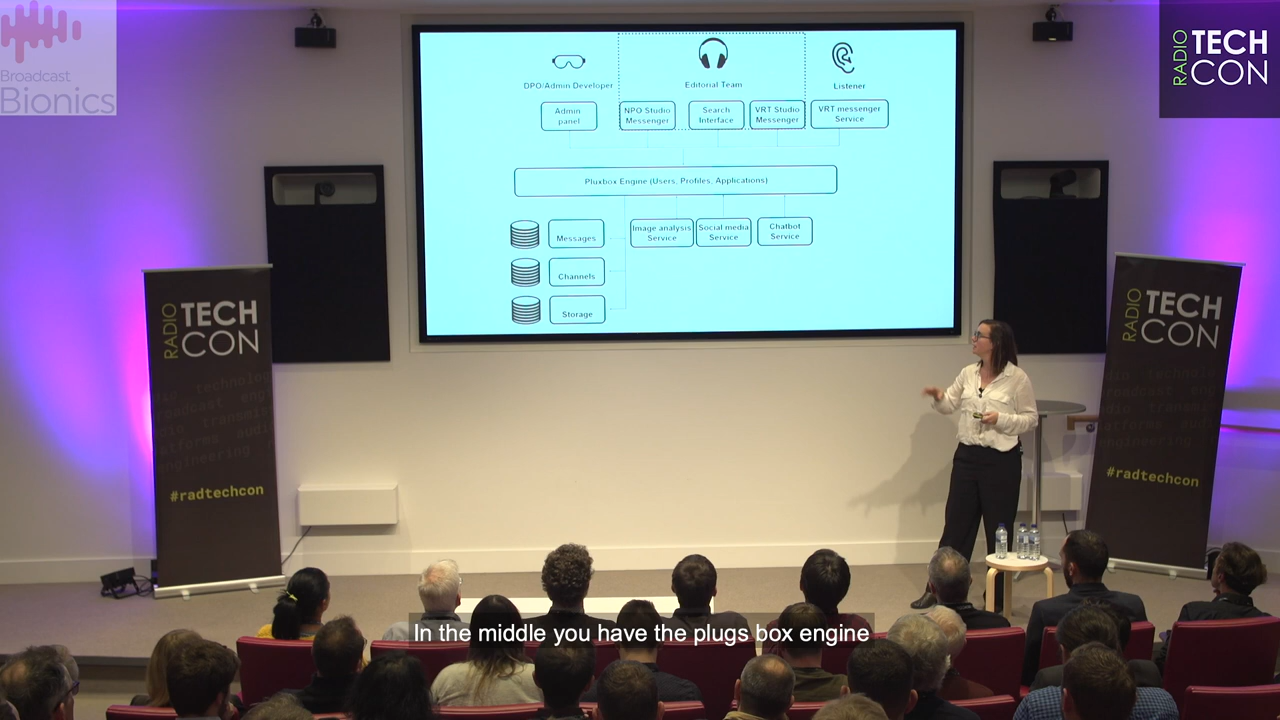 Broadcast
Bionics
RADIO
TECH
CON
DPO/Admin Developer
Editorial Team
Listener
Admin
panel
NPO Studio
Messenger
Search
Interface
VRT Studio
Messenger
VRT messenger
Service
Pluxbox Engine (Users, Profiles, Applications)
Messages
Image analysis
Service
Social media
Service
Chatbot
Service
Channels
Storage
RADIO
TECH
CON
#radtechcon
RADIO
TECH
CON
#radtechcon
In the middle you have the plugs box engine